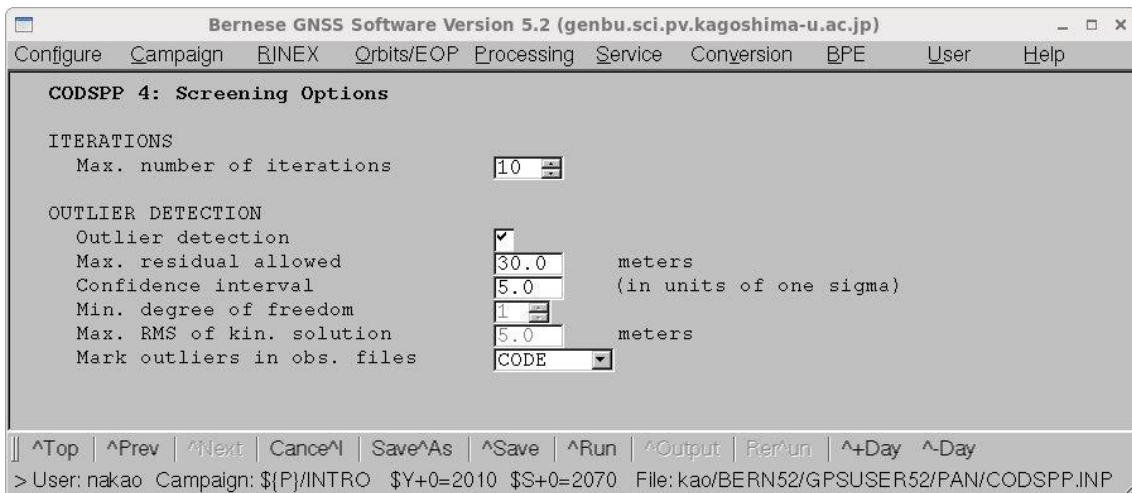 Bernese GNSS Software Version 5.2 (genbu.sci.pv.kagoshima-u.ac.jp)
Configure Campaign RINEX Orbits/EOP Processing Service Conversion BPE User Help
CODSPP 4: Screening Options
ITERATIONS
Max. number of iterations 10
OUTLIER DETECTION
Outlier detection
Max. residual allowed 30.0 meters
Confidence interval 5.0 (in units of one sigma)
Min. degree of freedom 1
Max. RMS of kin. solution 5.0 meters
Mark outliers in obs. files CODE
^Top | ^Prev | ^Next | Cance^l | Save^As | ^Save | ^Run | ^Output | Rer^un | ^+Day ^-Day
> User: nakao Campaign: ${P}/INTRO $Y+0=2010 $S+0=2070 File: kao/BERN52/GPSUSER52/PAN/CODSPP.INP